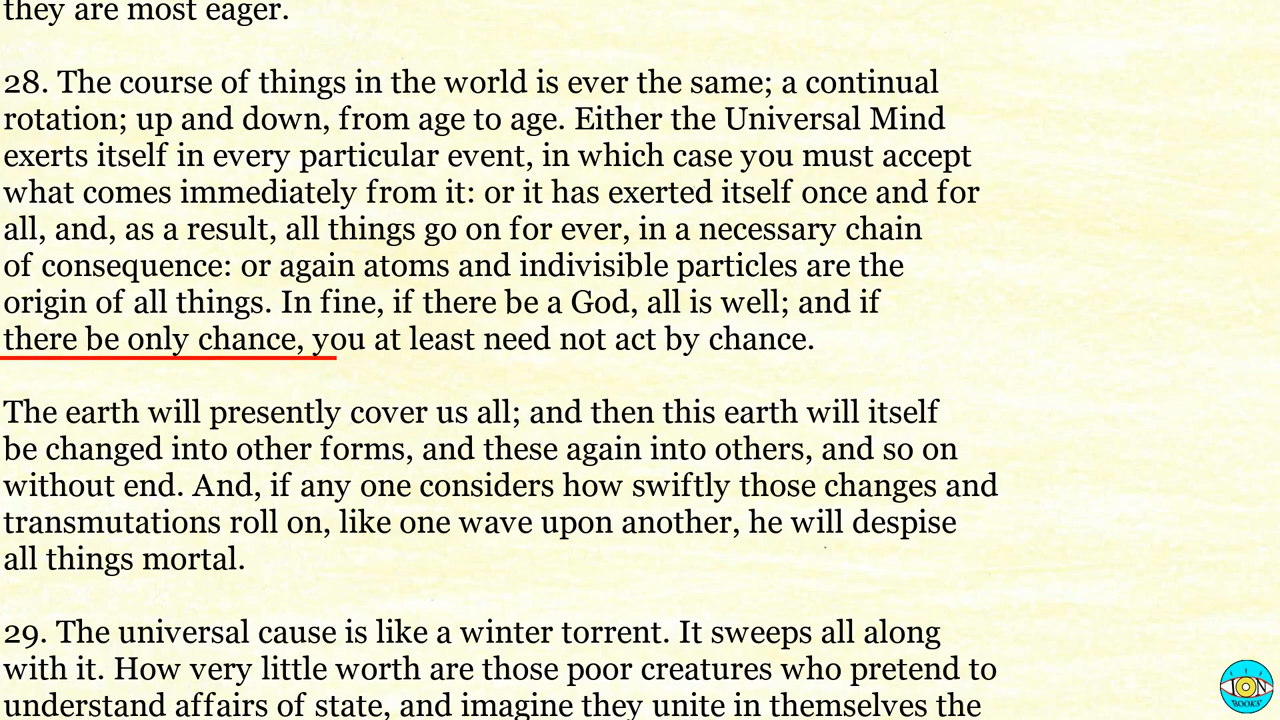 they are most eager.
28. The course of things in the world is ever the same; a continual
rotation; up and down, from age to age. Either the Universal Mind
exerts itself in every particular event, in which case you must accept
what comes immediately from it: or it has exerted itself once and for
all, and, as a result, all things go on for ever, in a necessary chain
of consequence: or again atoms and indivisible particles are the
origin of all things. In fine, if there be a God, all is well; and if
there be only chance, you at least need not act by chance.
The earth will presently cover us all; and then this earth will itself
be changed into other forms, and these again into others, and so on
without end. And, if any one considers how swiftly those changes and
transmutations roll on, like one wave upon another, he will despise
all things mortal.
29. The universal cause is like a winter torrent. It sweeps all along
with it. How very little worth are those poor creatures who pretend to
understand affairs of state, and imagine they unite in themselves the
ION
BOOKS